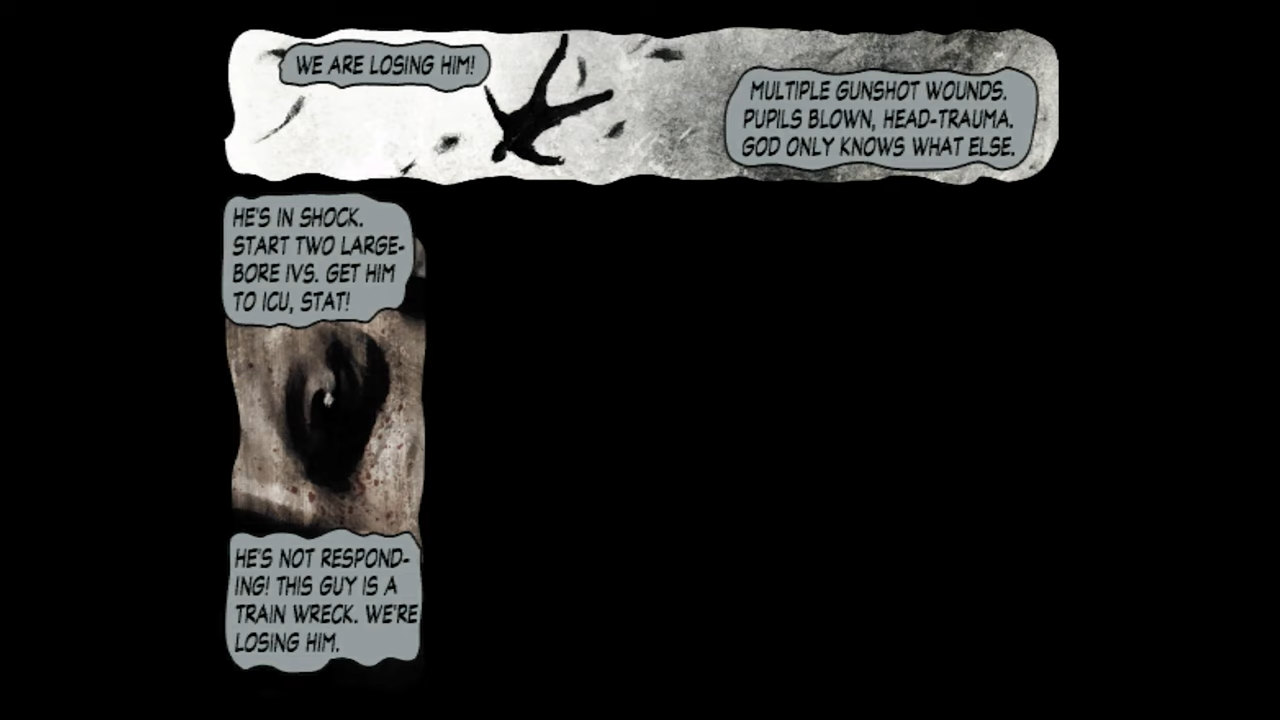 WE ARE LOSING HIM!
MULTIPLE GUNSHOT WOUNDS.
PUPILS BLOWN, HEAD-TRAUMA.
GOD ONLY KNOWS WHAT ELSE.
HE'S IN SHOCK.
START TWO LARGE-
BORE IVS. GET HIM
TO ICU, STAT!
HE'S NOT RESPOND-
ING! THIS GUY IS A
TRAIN WRECK. WE'RE
LOSING HIM.